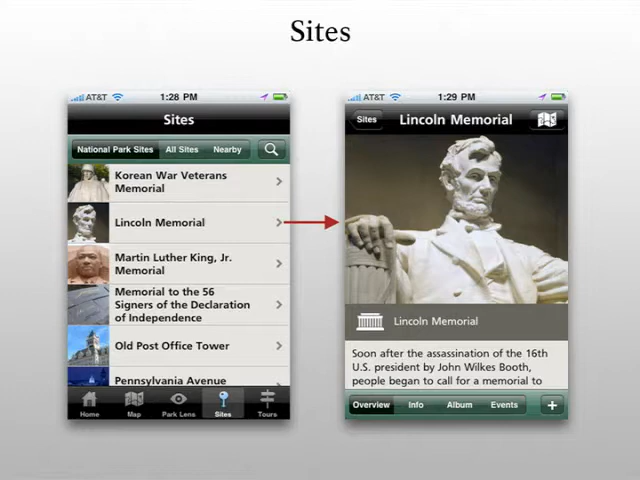 Sites
AT&T 1:28 PM
Sites
National Park Sites All Sites Nearby
Korean War Veterans
Memorial
Lincoln Memorial
Martin Luther King, Jr.
Memorial
Memorial to the 56
Signers of the Declaration
of Independence
Old Post Office Tower
Pennsylvania Avenue
Home Map Park Lens Sites Tours
AT&T 1:29 PM
Sites Lincoln Memorial
Lincoln Memorial
Soon after the assassination of the 16th
U.S. president by John Wilkes Booth,
people began to call for a memorial to
Overview Info Album Events +